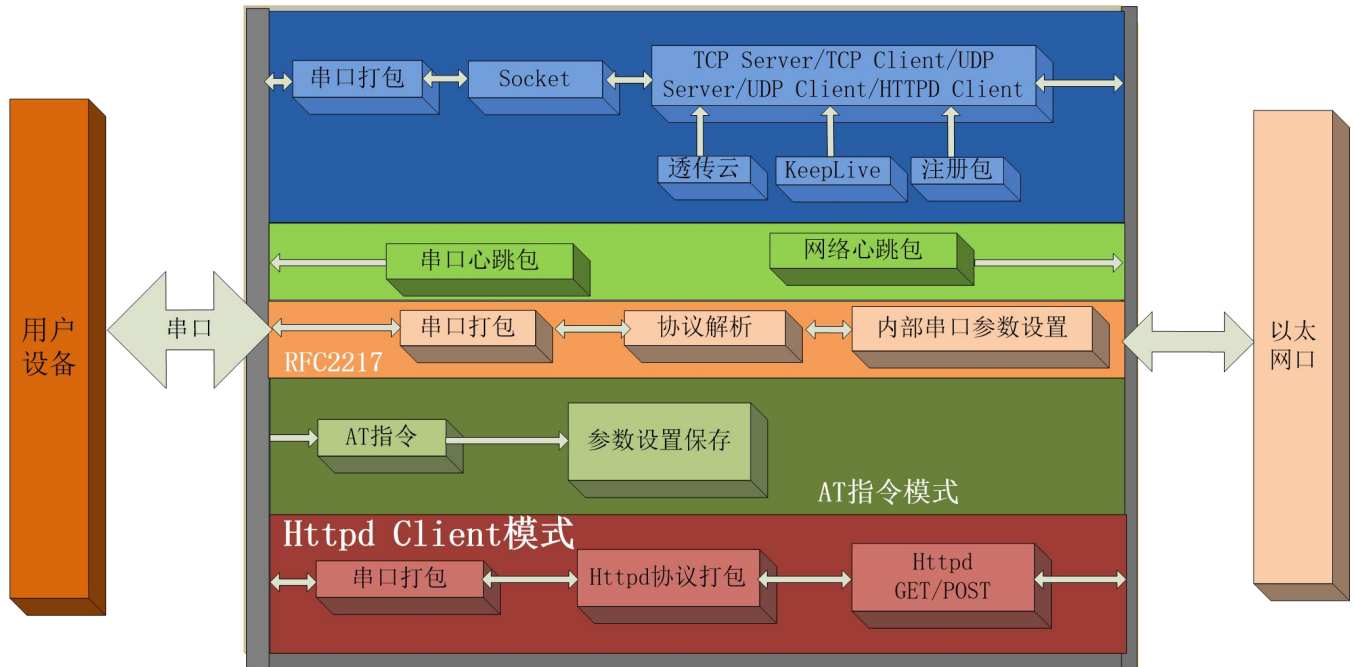 串口打包
Socket
TCP Server/TCP Client/UDP
Server/UDP Client/HTTPD Client
透传云
KeepLive
注册包
串口心跳包
网络心跳包
用户
设备
串口
串口打包
协议解析
内部串口参数设置
RFC2217
以太
网口
AT指令
参数设置保存
AT指令模式
Httpd Client模式
串口打包
Httpd协议打包
Httpd
GET/POST